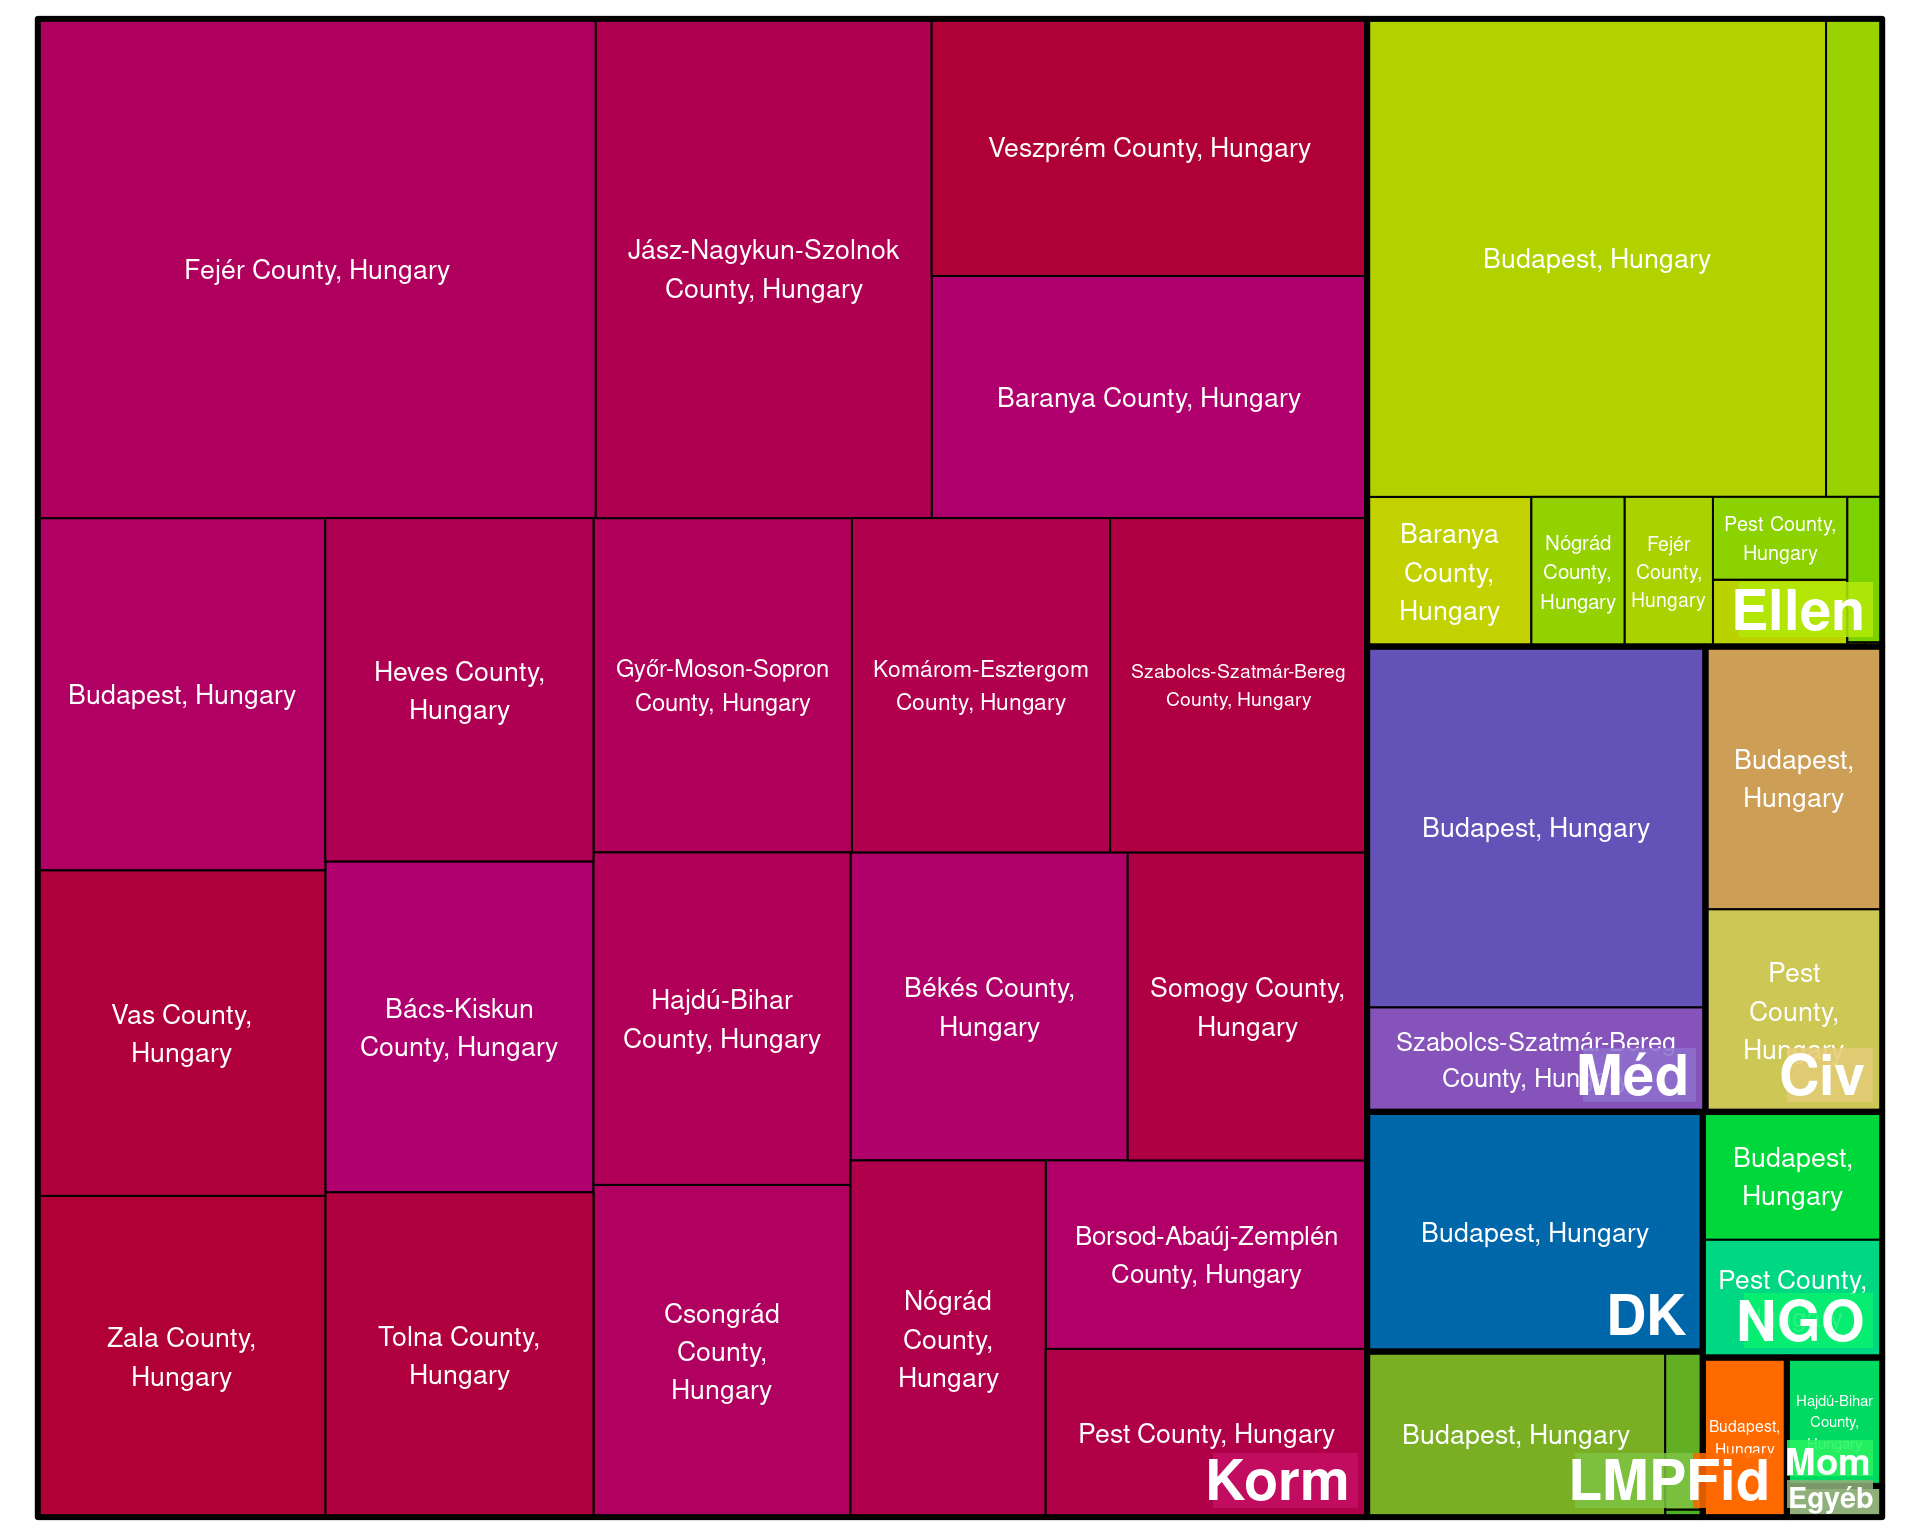 Fejér County, Hungary
Jász-Nagykun-Szolnok
County, Hungary
Veszprém County, Hungary
Baranya County, Hungary
Budapest, Hungary
Heves County,
Hungary
Győr-Moson-Sopron
County, Hungary
Komárom-Esztergom
County, Hungary
Szabolcs-Szatmár-Bereg
County, Hungary
Vas County,
Hungary
Bács-Kiskun
County, Hungary
Hajdú-Bihar
County, Hungary
Békés County,
Hungary
Somogy County,
Hungary
Zala County,
Hungary
Tolna County,
Hungary
Csongrád
County,
Hungary
Nógrád
County,
Hungary
Borsod-Abaúj-Zemplén
County, Hungary
Pest County, Hungary
Korm
Budapest, Hungary
Baranya
County,
Hungary
Nógrád
County,
Hungary
Fejér
County,
Hungary
Pest County,
Hungary
Ellen
Budapest, Hungary
Szabolcs-Szatmár-Bereg
County, Hun
Méd
Budapest,
Hungary
Pest
County,
Hungary
Civ
Budapest, Hungary
DK
Budapest,
Hungary
Pest County,
NGO
Budapest, Hungary
LMP
Budapest,
Hungary
Fid
Hajdú-Bihar
County,
Hungary
Mom
Egyéb